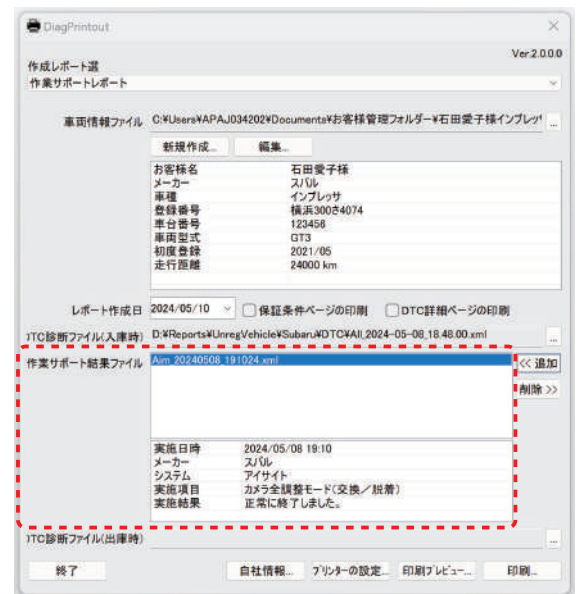 DiagPrintout
Ver.2.0.0.0
作成レポート選
作業サポートレポート
車両情報ファイル C:¥Users¥APAJ034202¥Documents¥お客様管理フォルダー¥石田愛子様インプレッサ ...
新規作成... 編集...
お客様名 石田愛子様
メーカー スバル
車種 インプレッサ
登録番号 横浜300さ4074
車台番号 123456
車両型式 GT3
初度登録 2021/05
走行距離 24000 km
レポート作成日 2024/05/10 保証条件ページの印刷 DTC詳細ページの印刷
DTC診断ファイル(入庫時) D:¥Reports¥UnregVehicle¥Subaru¥DTC¥All_2024-05-08_18.48.00.xml ...
作業サポート結果ファイル Aim_20240508_191024.xml << 追加
削除 >>
実施日時 2024/05/08 19:10
メーカー スバル
システム アイサイト
実施項目 カメラ全調整モード(交換/脱着)
実施結果 正常に終了しました。
DTC診断ファイル(出庫時) ...
終了 自社情報... プリンターの設定... 印刷プレビュー... 印刷...